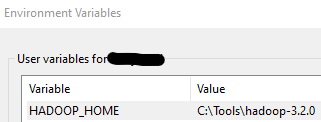 Environment Variables
User variables for
Variable Value
HADOOP_HOME C:\Tools\hadoop-3.2.0